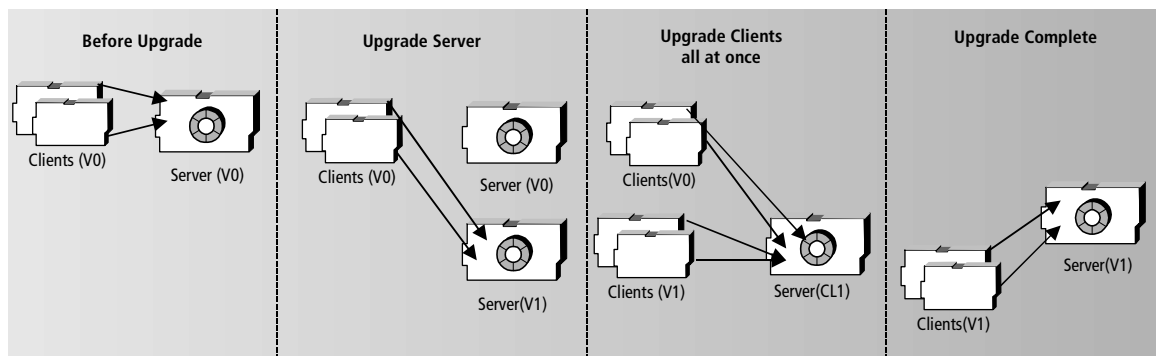 Before Upgrade
Clients (V0)
Server (V0)
Upgrade Server
Clients (V0)
Server (V0)
Server(V1)
Upgrade Clients
all at once
Clients(V0)
Clients (V1)
Server(CL1)
Upgrade Complete
Server(V1)
Clients(V1)